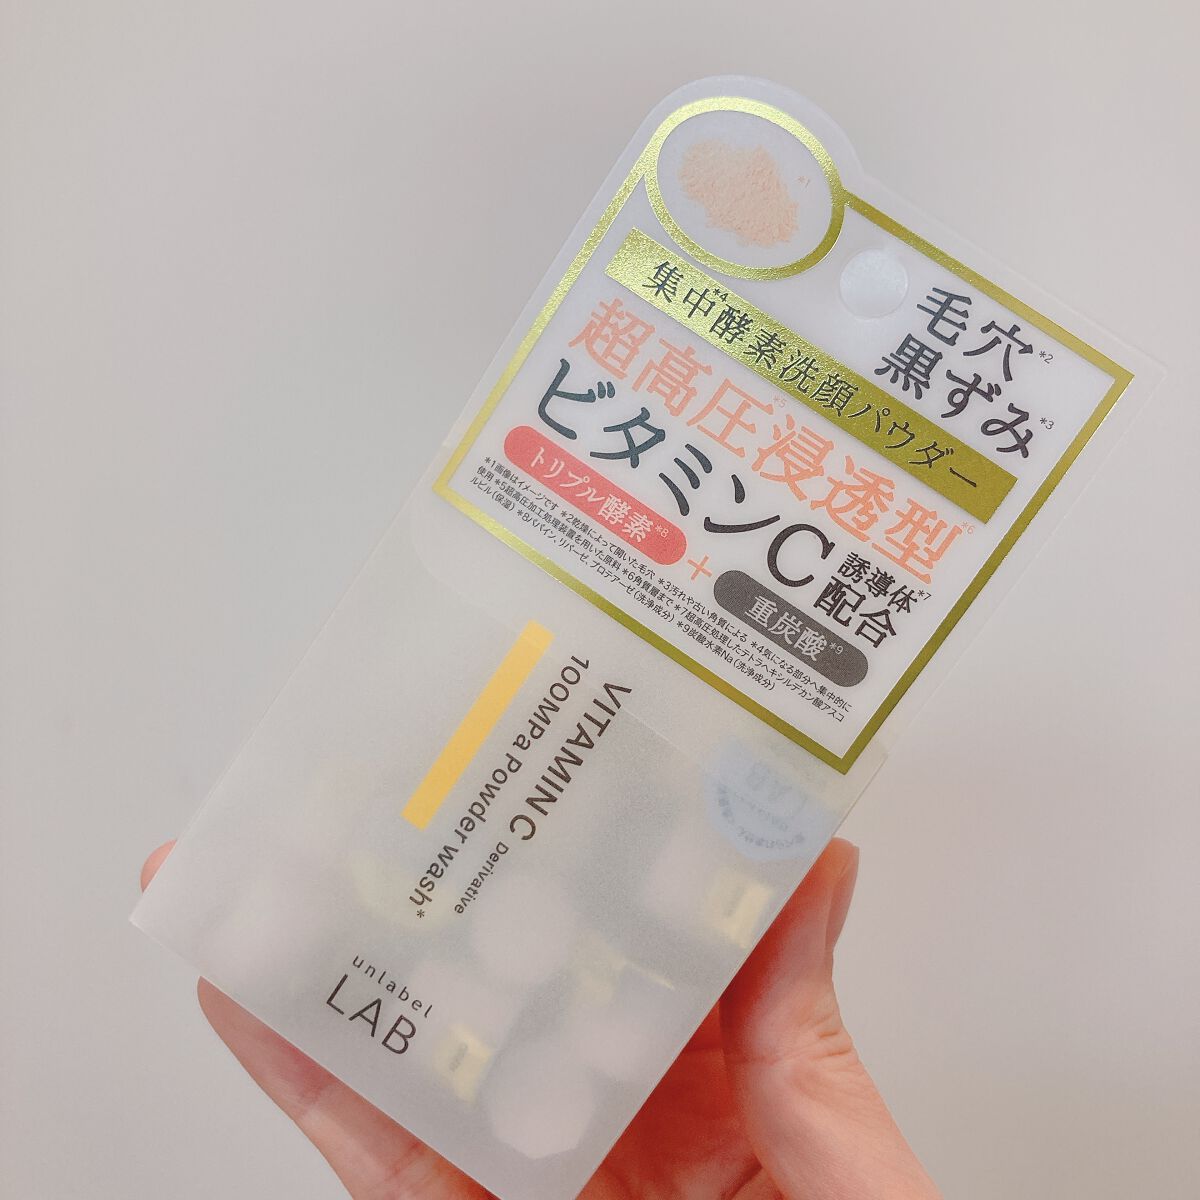 *1
毛穴*2
黒ずみ*3
集中*4酵素洗顔パウダー
超高圧*5浸透型*6
ビタミンC誘導体*7配合
トリプル酵素*8
+
重炭酸*9
*1画像はイメージです *2乾燥によって開いた毛穴 *3汚れや古い角質による *4気になる部分へ集中的に
使用 *5超高圧加工処理装置を用いた原料 *6角質層まで *7超高圧処理したテトラヘキシルデカン酸アスコ
ルビル(保湿) *8パパイン、リパーゼ、プロテアーゼ(洗浄成分) *9炭酸水素Na(洗浄成分)
VITAMIN C Derivative
100MPa Powder wash*
unlabel
LAB